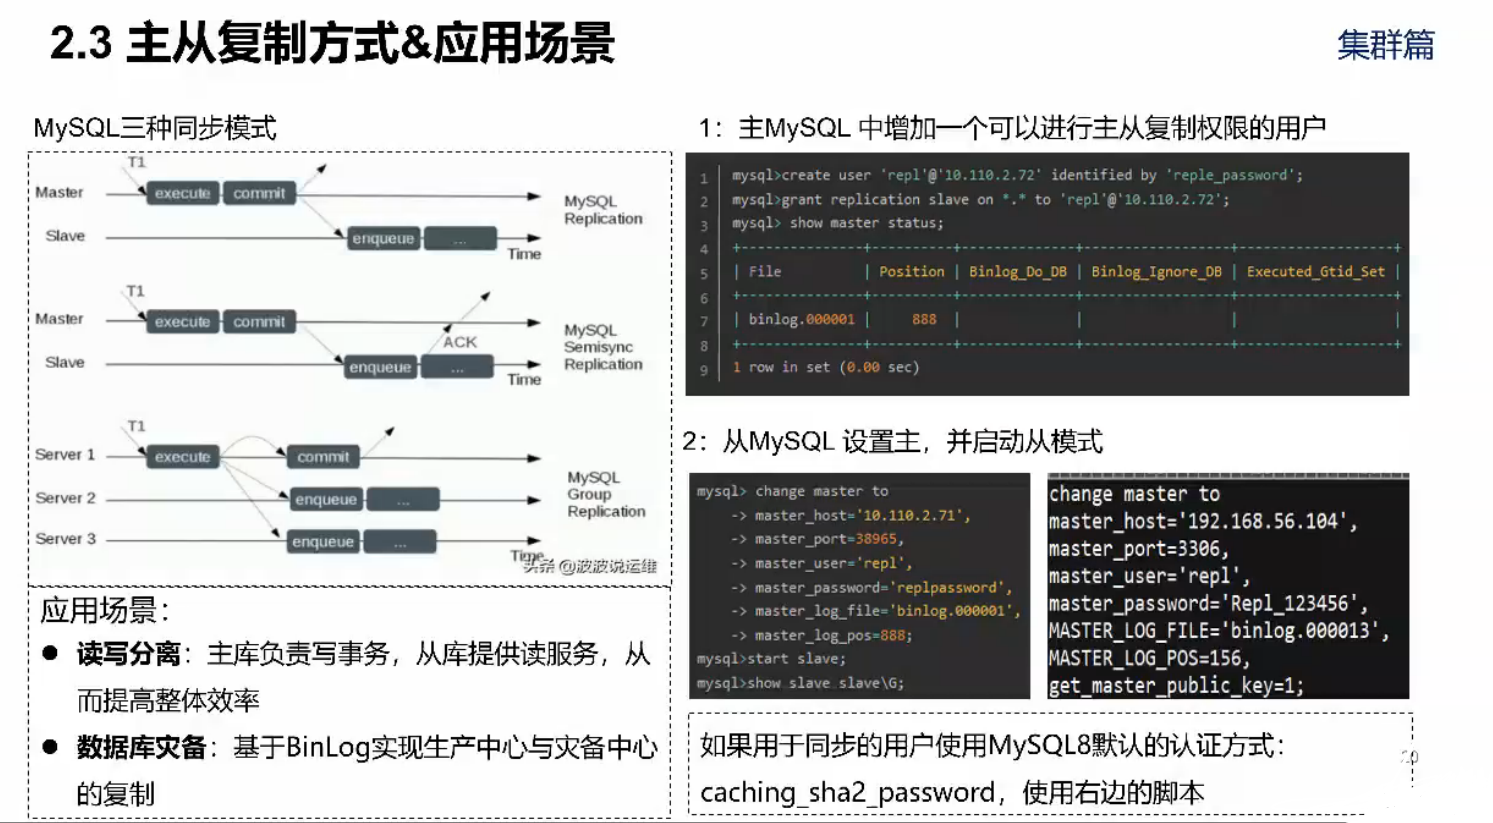 2.3 主从复制方式&应用场景
集群篇
MySQL三种同步模式
T1
Master
execute
commit
MySQL
Replication
Slave
enqueue
...
Time
T1
Master
execute
commit
MySQL
Semisync
Replication
ACK
Slave
enqueue
...
Time
T1
Server 1
execute
commit
MySQL
Group
Replication
Server 2
enqueue
...
Server 3
enqueue
...
Time
头条 @波波说运维
应用场景：
● 读写分离：主库负责写事务，从库提供读服务，从
而提高整体效率
● 数据库灾备：基于BinLog实现生产中心与灾备中心
的复制
1：主MySQL 中增加一个可以进行主从复制权限的用户
1 mysql>create user 'repl'@'10.110.2.72' identified by 'reple_password';
2 mysql>grant replication slave on *.* to 'repl'@'10.110.2.72';
3 mysql> show master status;
4 +---------------+----------+--------------+------------------+-------------------+
5 | File | Position | Binlog_Do_DB | Binlog_Ignore_DB | Executed_Gtid_Set |
6 +---------------+----------+--------------+------------------+-------------------+
7 | binlog.000001 | 888 | | | |
8 +---------------+----------+--------------+------------------+-------------------+
9 1 row in set (0.00 sec)
2：从MySQL 设置主，并启动从模式
mysql> change master to
-> master_host='10.110.2.71',
-> master_port=38965,
-> master_user='repl',
-> master_password='replpassword',
-> master_log_file='binlog.000001',
-> master_log_pos=888;
mysql>start slave;
mysql>show slave slave\G;
change master to
master_host='192.168.56.104',
master_port=3306,
master_user='repl',
master_password='Repl_123456',
MASTER_LOG_FILE='binlog.000013',
MASTER_LOG_POS=156,
get_master_public_key=1;
如果用于同步的用户使用MySQL8默认的认证方式：
caching_sha2_password，使用右边的脚本